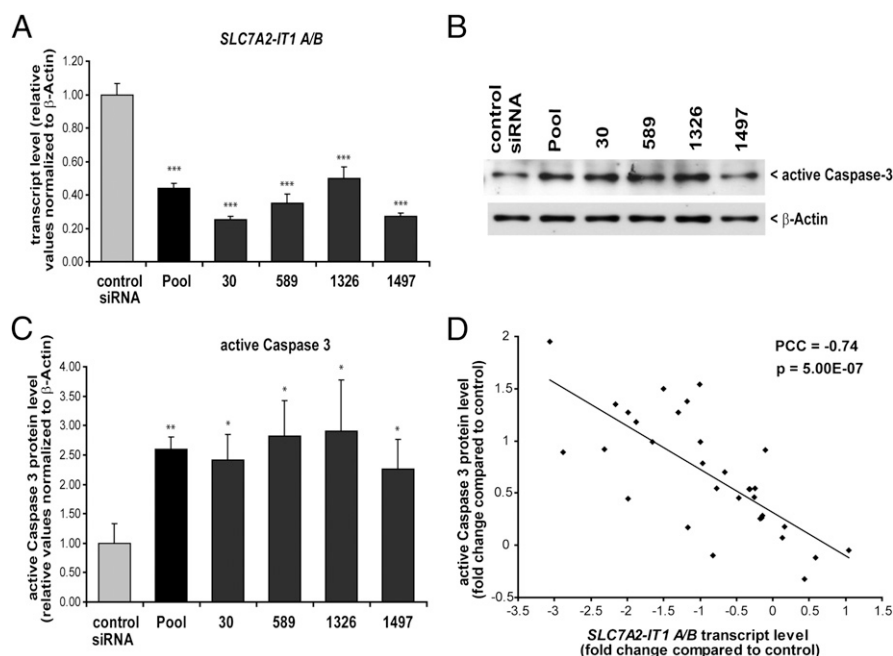 A
SLC7A2-IT1 A/B
transcript level (relative
values normalized to β-Actin)
1.20
1.00
0.80
0.60
0.40
0.20
0.00
***
***
***
***
***
control
siRNA
Pool
30
589
1326
1497
B
control
siRNA
Pool
30
589
1326
1497
< active Caspase-3
< β-Actin
C
active Caspase 3
active Caspase 3 protein level
(relative values normalized to β-Actin)
4.00
3.50
3.00
2.50
2.00
1.50
1.00
0.50
0.00
**
*
*
*
*
control
siRNA
Pool
30
589
1326
1497
D
PCC = -0.74
p = 5.00E-07
active Caspase 3 protein level
(fold change compared to control)
2
1.5
1
0.5
0
-0.5
-3.5 -3 -2.5 -2 -1.5 -1 -0.5 0 0.5 1 1.5
SLC7A2-IT1 A/B transcript level
(fold change compared to control)